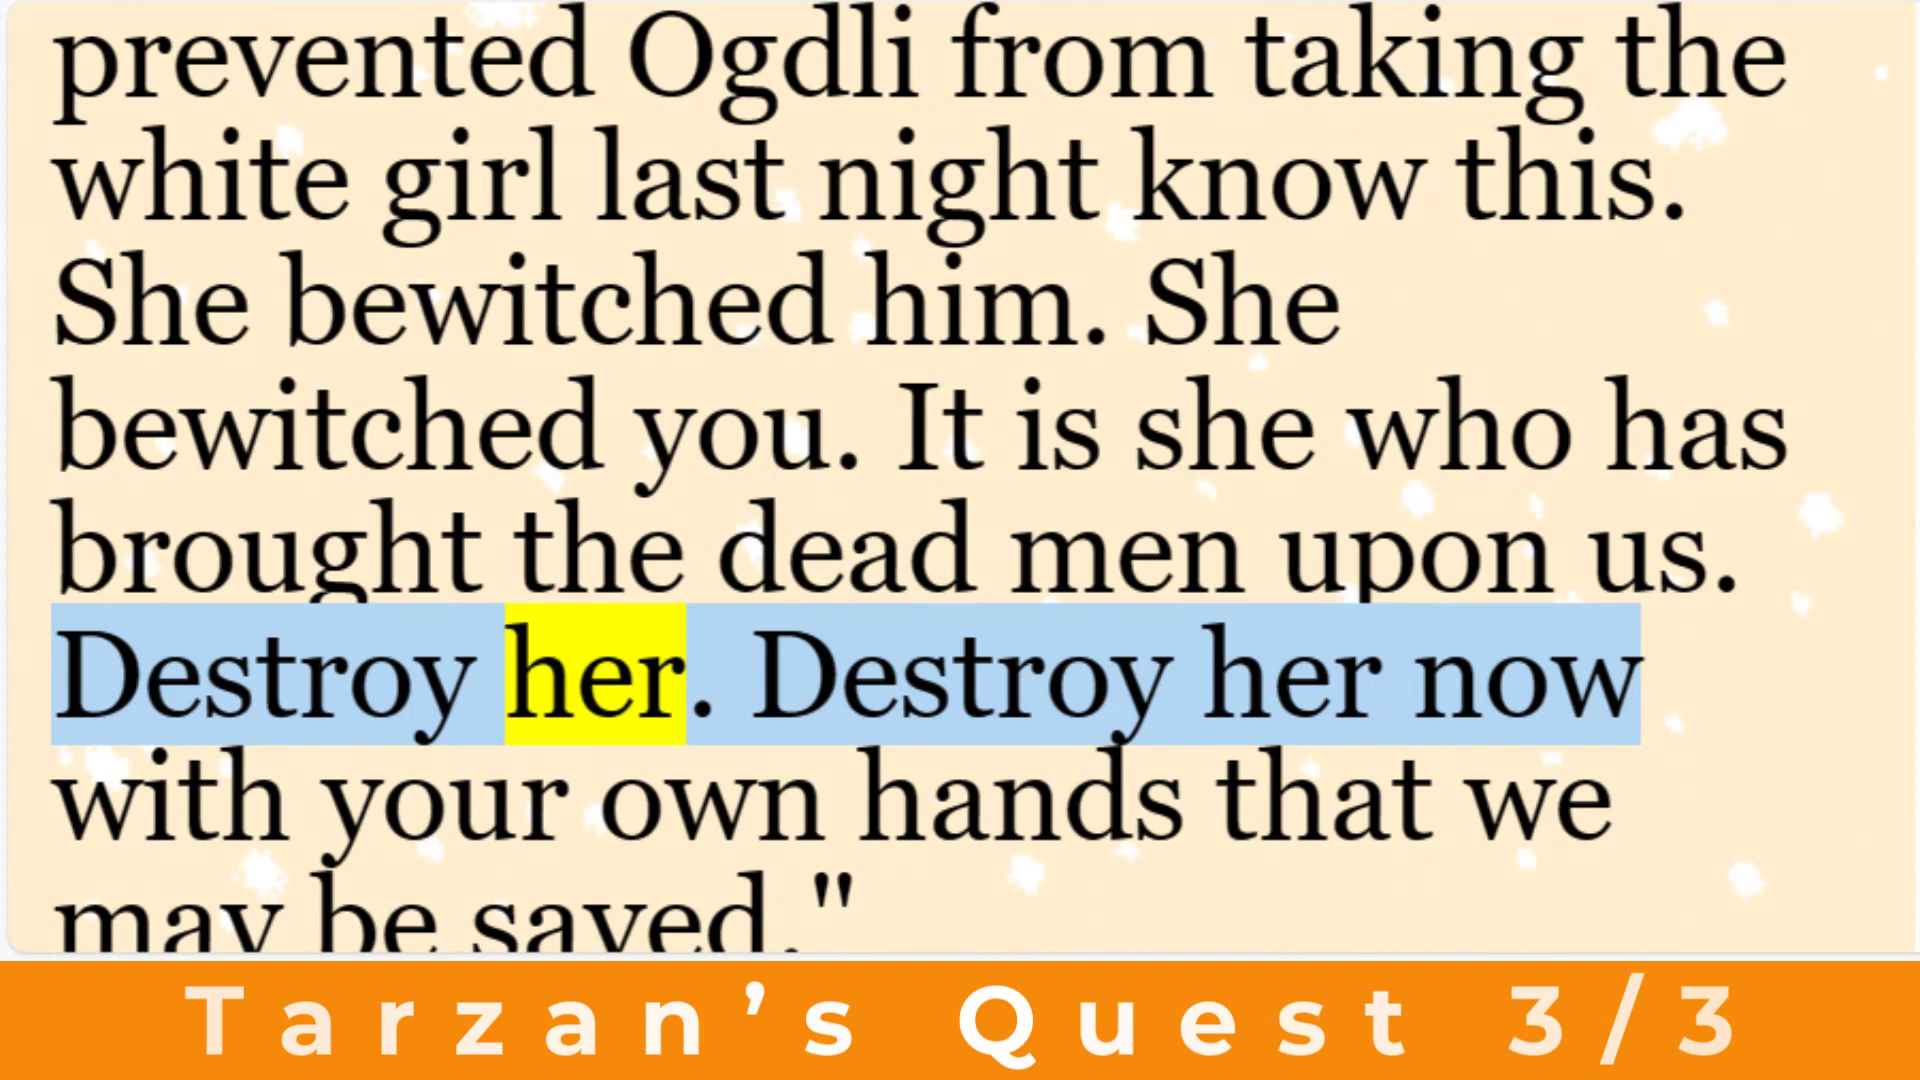 prevented Ogdli from taking the
white girl last night know this.
She bewitched him. She
bewitched you. It is she who has
brought the dead men upon us.
Destroy her. Destroy her now
with your own hands that we
may be saved."
Tarzan’s Quest 3/3